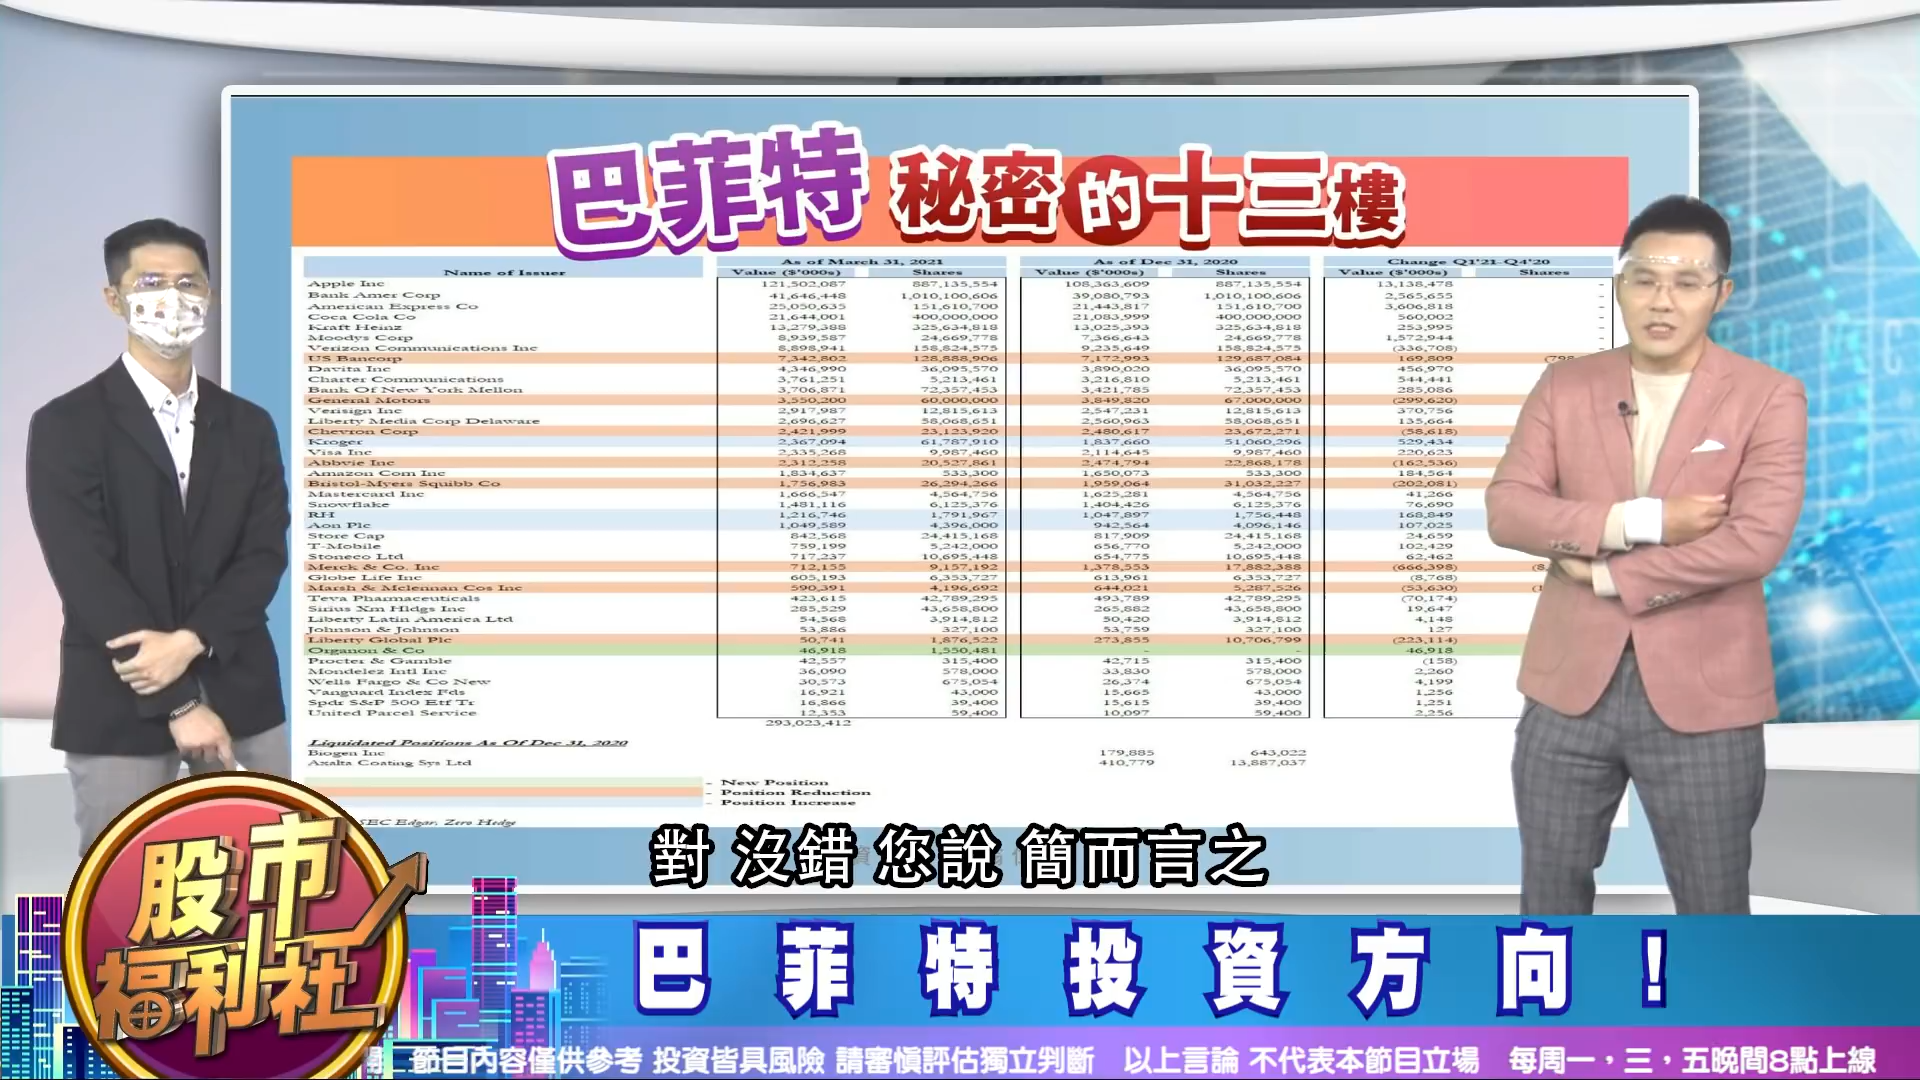 巴菲特 秘密的十三樓
As of March 31, 2021 As of Dec 31, 2020 Change Q1'21-Q4'20
Name of Issuer Value ($'000s) Shares Value ($'000s) Shares Value ($'000s) Shares
Apple Inc 121,502,087 887,135,554 108,363,609 887,135,554 13,138,478 -
Bank Amer Corp 41,646,448 1,010,100,606 39,080,793 1,010,100,606 2,565,655 -
American Express Co 25,050,635 151,610,700 21,443,817 151,610,700 3,606,818 -
Coca Cola Co 21,644,001 400,000,000 21,083,999 400,000,000 560,002 -
Kraft Heinz 13,279,388 325,634,818 13,025,393 325,634,818 253,995 -
Moodys Corp 8,939,587 24,669,778 7,366,643 24,669,778 1,572,944 -
Verizon Communications Inc 8,898,941 158,824,575 9,235,649 158,824,575 (336,708) -
US Bancorp 7,342,802 128,888,906 7,172,993 129,687,084 169,809
Davita Inc 4,346,990 36,095,570 3,890,020 36,095,570 456,970
Charter Communications 3,761,251 5,213,461 3,216,810 5,213,461 544,441
Bank Of New York Mellon 3,706,871 72,357,453 3,421,785 72,357,453 285,086
General Motors 3,550,200 60,000,000 3,849,820 67,000,000 (299,620)
Verisign Inc 2,917,987 12,815,613 2,547,231 12,815,613 370,756
Liberty Media Corp Delaware 2,696,627 58,068,651 2,560,963 58,068,651 135,664
Chevron Corp 2,421,999 23,123,920 2,480,617 23,672,271 (58,618)
Kroger 2,367,094 61,787,910 1,837,660 51,060,296 529,434
Visa Inc 2,335,268 9,987,460 2,114,645 9,987,460 220,623
Abbvie Inc 2,312,258 20,527,861 2,474,794 22,868,178 (162,536)
Amazon Com Inc 1,834,637 533,300 1,650,073 533,300 184,564
Bristol-Myers Squibb Co 1,756,983 26,294,266 1,959,064 31,032,227 (202,081)
Mastercard Inc 1,666,547 4,564,756 1,625,281 4,564,756 41,266
Snowflake 1,481,116 6,125,376 1,404,426 6,125,376 76,690
RH 1,216,746 1,791,967 1,047,897 1,756,448 168,849
Aon Plc 1,049,589 4,396,000 942,564 4,096,146 107,025
Store Cap 842,568 24,415,168 817,909 24,415,168 24,659
T-Mobile 759,199 5,242,000 656,770 5,242,000 102,429
Stoneco Ltd 717,237 10,695,448 654,775 10,695,448 62,462
Merck & Co. Inc 712,155 9,157,192 1,378,553 17,882,388 (666,398)
Globe Life Inc 605,193 6,353,727 613,961 6,353,727 (8,768)
Marsh & Mclennan Cos Inc 590,391 4,196,692 644,021 5,287,526 (53,630)
Teva Pharmaceuticals 423,615 42,789,295 493,789 42,789,295 (70,174)
Sirius Xm Hldgs Inc 285,529 43,658,800 265,882 43,658,800 19,647
Liberty Latin America Ltd 54,568 3,914,812 50,420 3,914,812 4,148
Johnson & Johnson 53,886 327,100 53,759 327,100 127
Liberty Global Plc 50,741 1,876,522 273,855 10,706,799 (223,114)
Organon & Co 46,918 1,550,481 - - 46,918
Procter & Gamble 42,557 315,400 42,715 315,400 (158)
Mondelez Intl Inc 36,090 578,000 33,830 578,000 2,260
Wells Fargo & Co New 30,573 675,054 26,374 675,054 4,199
Vanguard Index Fds 16,921 43,000 15,665 43,000 1,256
Spdr S&P 500 Etf Tr 16,866 39,400 15,615 39,400 1,251
United Parcel Service 12,353 59,400 10,097 59,400 2,256
293,023,412
Liquidated Positions As Of Dec 31, 2020
Biogen Inc 179,885 643,022
Axalta Coating Sys Ltd 410,779 13,887,037
- New Position
- Position Reduction
- Position Increase
SEC Edgar, Zero Hedge
對 沒錯 您說 簡而言之
股市
福利社
巴菲特投資方向！
節目內容僅供參考 投資皆具風險 請審慎評估獨立判斷 以上言論 不代表本節目立場 每周一，三，五晚間8點上線